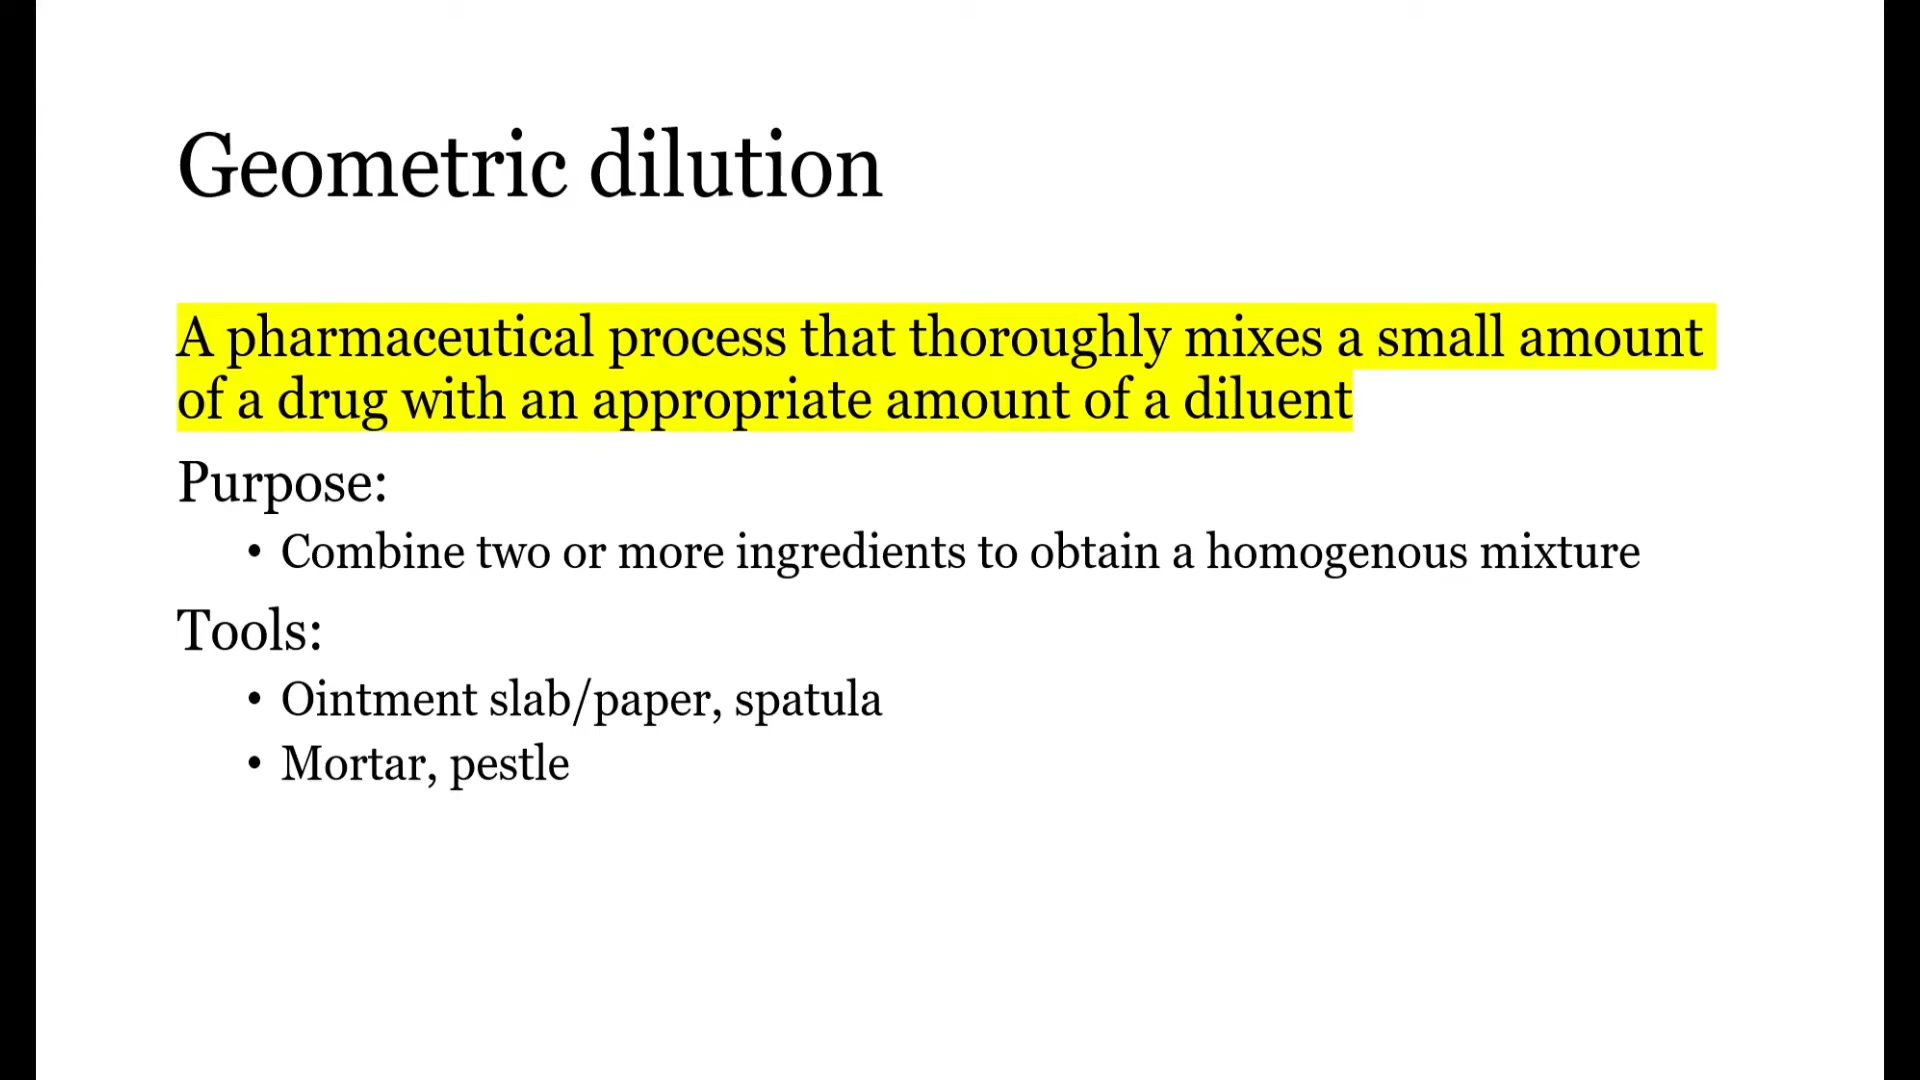 Geometric dilution
A pharmaceutical process that thoroughly mixes a small amount
of a drug with an appropriate amount of a diluent
Purpose:
• Combine two or more ingredients to obtain a homogenous mixture
Tools:
• Ointment slab/paper, spatula
• Mortar, pestle